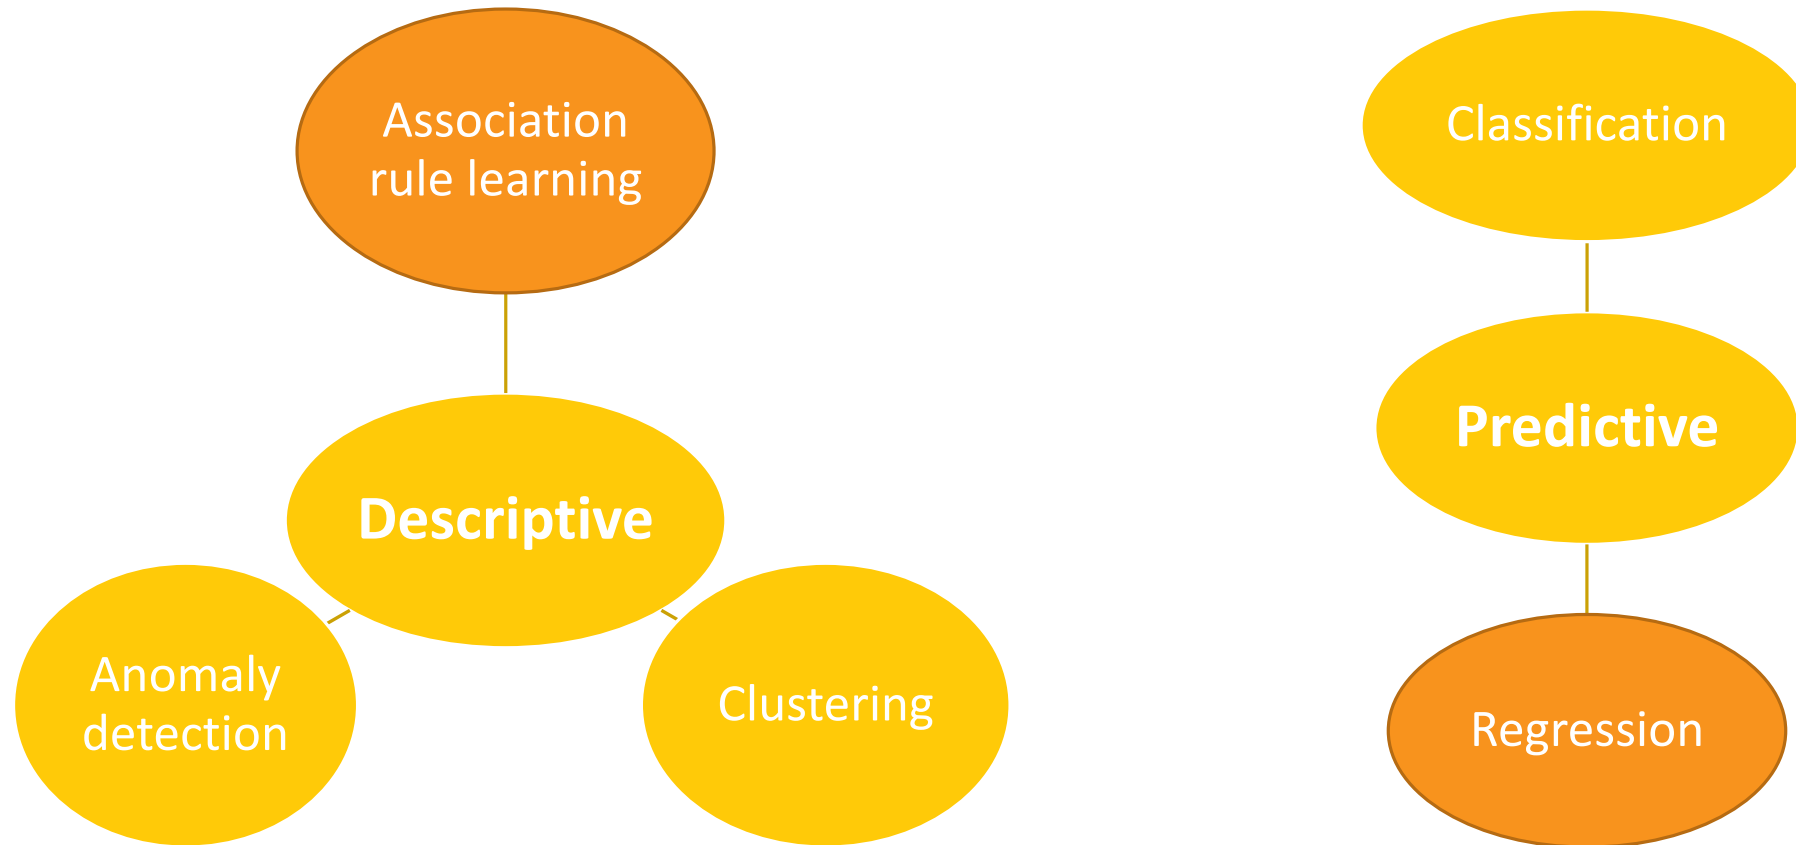 Association
rule learning
Descriptive
Anomaly
detection
Clustering
Classification
Predictive
Regression